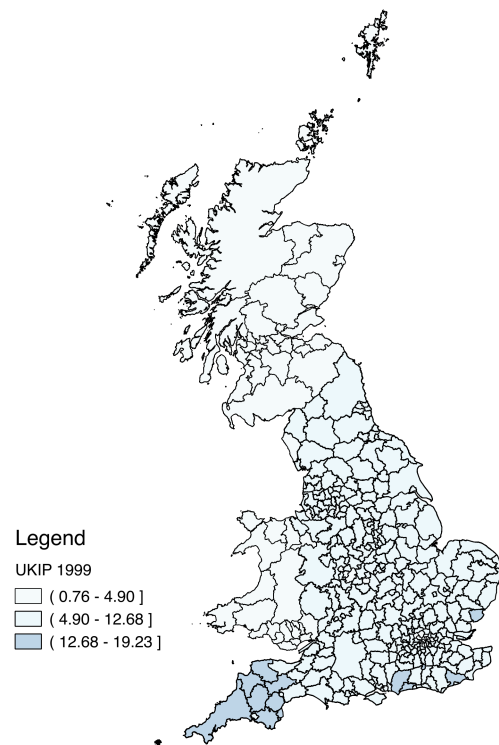 Legend
UKIP 1999
( 0.76 - 4.90 ]
( 4.90 - 12.68 ]
( 12.68 - 19.23 ]